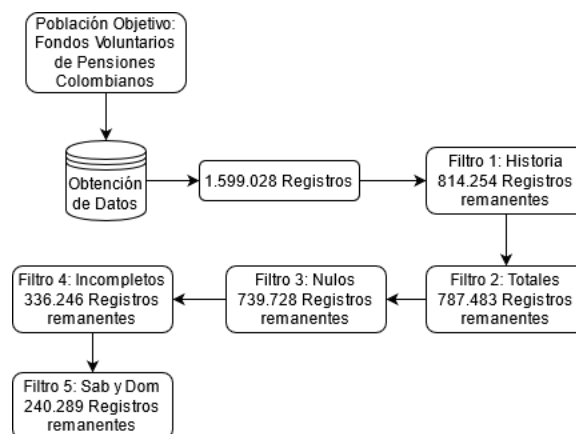 Población Objetivo:
Fondos Voluntarios
de Pensiones
Colombianos
Obtención
de Datos
1.599.028 Registros
Filtro 1: Historia
814.254 Registros
remanentes
Filtro 2: Totales
787.483 Registros
remanentes
Filtro 3: Nulos
739.728 Registros
remanentes
Filtro 4: Incompletos
336.246 Registros
remanentes
Filtro 5: Sab y Dom
240.289 Registros
remanentes